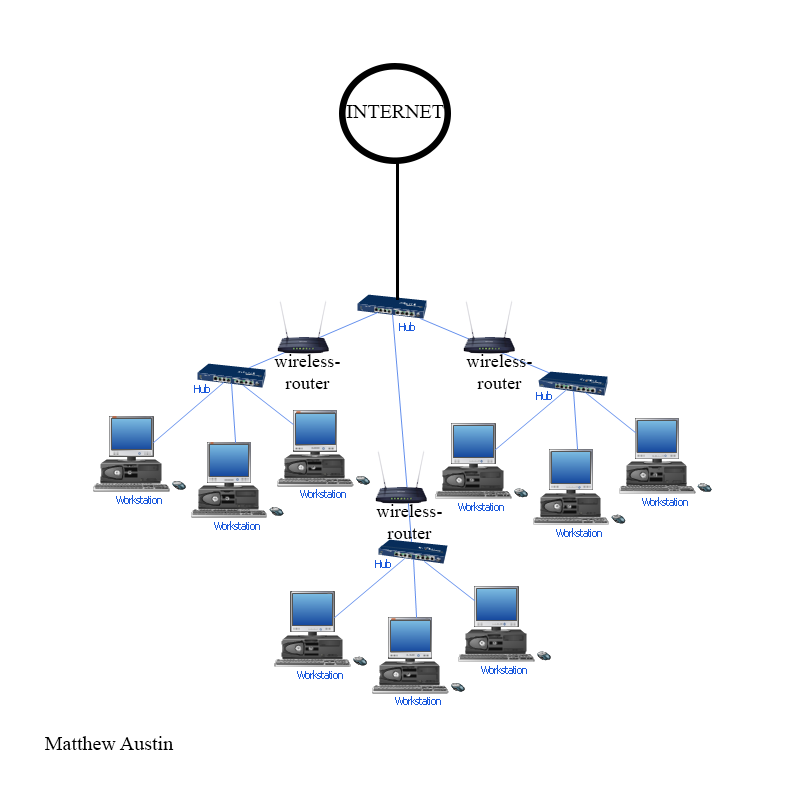 INTERNET
Hub
wireless-
router
wireless-
router
Hub
Hub
Workstation
Workstation
Workstation
Workstation
Workstation
Workstation
wireless-
router
Hub
Workstation
Workstation
Workstation
Matthew Austin